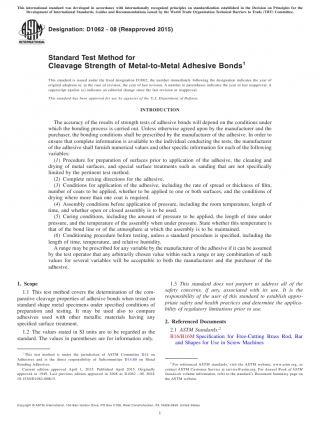 This international standard was developed in accordance with internationally recognized principles on standardization established in the Decision on Principles for the
Development of International Standards, Guides and Recommendations issued by the World Trade Organization Technical Barriers to Trade (TBT) Committee.
Designation: D1062 − 08 (Reapproved 2015)
INTERNATIONAL
Standard Test Method for
Cleavage Strength of Metal-to-Metal Adhesive Bonds¹
This standard is issued under the fixed designation D1062; the number immediately following the designation indicates the year of
original adoption or, in the case of revision, the year of last revision. A number in parentheses indicates the year of last reapproval. A
superscript epsilon (ε) indicates an editorial change since the last revision or reapproval.
This standard has been approved for use by agencies of the U.S. Department of Defense.
INTRODUCTION
The accuracy of the results of strength tests of adhesive bonds will depend on the conditions under
which the bonding process is carried out. Unless otherwise agreed upon by the manufacturer and the
purchaser, the bonding conditions shall be prescribed by the manufacturer of the adhesive. In order to
ensure that complete information is available to the individual conducting the tests, the manufacturer
of the adhesive shall furnish numerical values and other specific information for each of the following
variables:
(1) Procedure for preparation of surfaces prior to application of the adhesive, the cleaning and
drying of metal surfaces, and special surface treatments such as sanding that are not specifically
limited by the pertinent test method.
(2) Complete mixing directions for the adhesive,
(3) Conditions for application of the adhesive, including the rate of spread or thickness of film,
number of coats to be applied, whether to be applied to one or both surfaces, and the conditions of
drying where more than one coat is required.
(4) Assembly conditions before application of pressure, including the room temperature, length of
time, and whether open or closed assembly is to be used.
(5) Curing conditions, including the amount of pressure to be applied, the length of time under
pressure, and the temperature of the assembly when under pressure. State whether this temperature is
that of the bond line or of the atmosphere at which the assembly is to be maintained.
(6) Conditioning procedure before testing, unless a standard procedure is specified, including the
length of time, temperature, and relative humidity.
A range may be prescribed for any variable by the manufacturer of the adhesive if it can be assumed
by the test operator that any arbitrarily chosen value within such a range or any combination of such
values for several variables will be acceptable to both the manufacturer and the purchaser of the
adhesive.
1. Scope
1.1 This test method covers the determination of the com-
parative cleavage properties of adhesive bonds when tested on
standard shape metal specimens under specified conditions of
preparation and testing. It may be used also to compare
adhesives used with other metallic materials having any
specified surface treatment.
1.2 The values stated in SI units are to be regarded as the
standard. The values in parentheses are for information only.
¹ This test method is under the jurisdiction of ASTM Committee D14 on
Adhesives and is the direct responsibility of Subcommittee D14.80 on Metal
Bonding Adhesives.
Current edition approved April 1, 2015. Published April 2015. Originally
approved in 1949. Last previous edition approved in 2008 as D1062 – 08. DOI:
10.1520/D1062-08R15.
1.3 This standard does not purport to address all of the
safety concerns, if any, associated with its use. It is the
responsibility of the user of this standard to establish appro-
priate safety and health practices and determine the applica-
bility of regulatory limitations prior to use.
2. Referenced Documents
2.1 ASTM Standards:²
B16/B16M Specification for Free-Cutting Brass Rod, Bar
and Shapes for Use in Screw Machines
² For referenced ASTM standards, visit the ASTM website, www.astm.org, or
contact ASTM Customer Service at service@astm.org. For Annual Book of ASTM
Standards volume information, refer to the standard's Document Summary page on
the ASTM website.
Copyright © ASTM International, 100 Barr Harbor Drive, PO Box C700, West Conshohocken, PA 19428-2959. United States
1